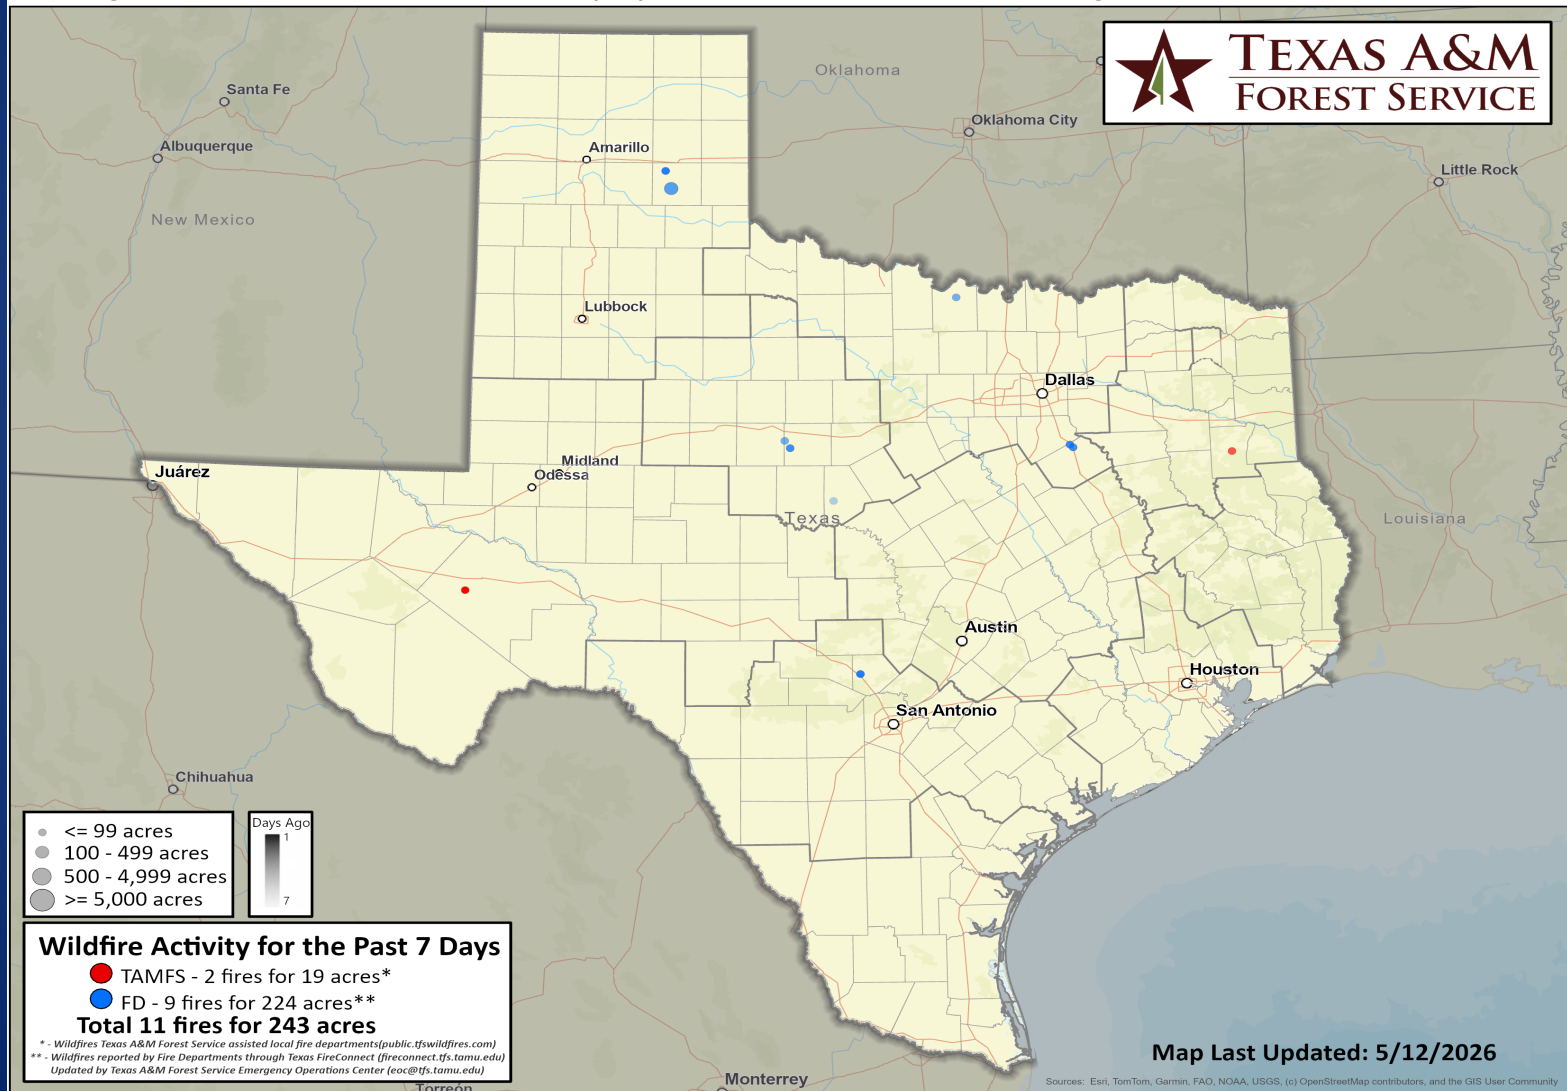 TEXAS A&M
FOREST SERVICE
Oklahoma
Santa Fe
Oklahoma City
Albuquerque
Amarillo
Little Rock
New Mexico
Lubbock
Dallas
Juárez
Midland
Odessa
Texas
Louisiana
Austin
Houston
San Antonio
Chihuahua
<= 99 acres
100 - 499 acres
500 - 4,999 acres
>= 5,000 acres
Days Ago
1
7
Wildfire Activity for the Past 7 Days
TAMFS - 2 fires for 19 acres*
FD - 9 fires for 224 acres**
Total 11 fires for 243 acres
* - Wildfires Texas A&M Forest Service assisted local fire departments(public.tfswildfires.com)
** - Wildfires reported by Fire Departments through Texas FireConnect (fireconnect.tfs.tamu.edu)
Updated by Texas A&M Forest Service Emergency Operations Center (eoc@tfs.tamu.edu)
Map Last Updated: 5/12/2026
Monterrey
Torreón
Sources: Esri, TomTom, Garmin, FAO, NOAA, USGS, (c) OpenStreetMap contributors, and the GIS User Community